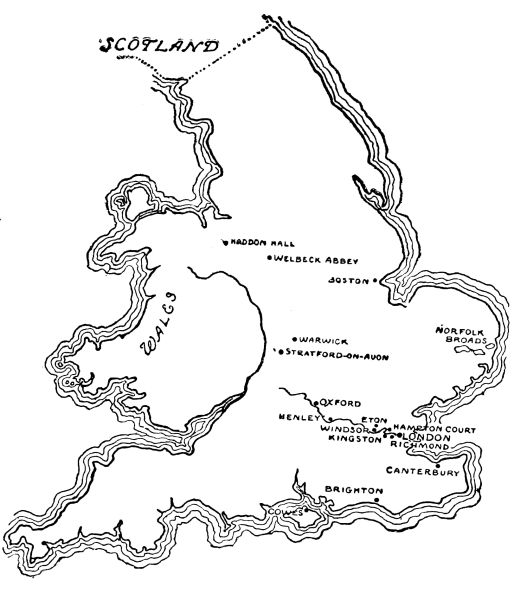 SCOTLAND
HADDON HALL
WELBECK ABBEY
BOSTON
WALES
NORFOLK
BROADS
WARWICK
STRATFORD-ON-AVON
OXFORD
HENLEY
ETON
WINDSOR
HAMPTON COURT
KINGSTON
LONDON
RICHMOND
CANTERBURY
BRIGHTON
COWES